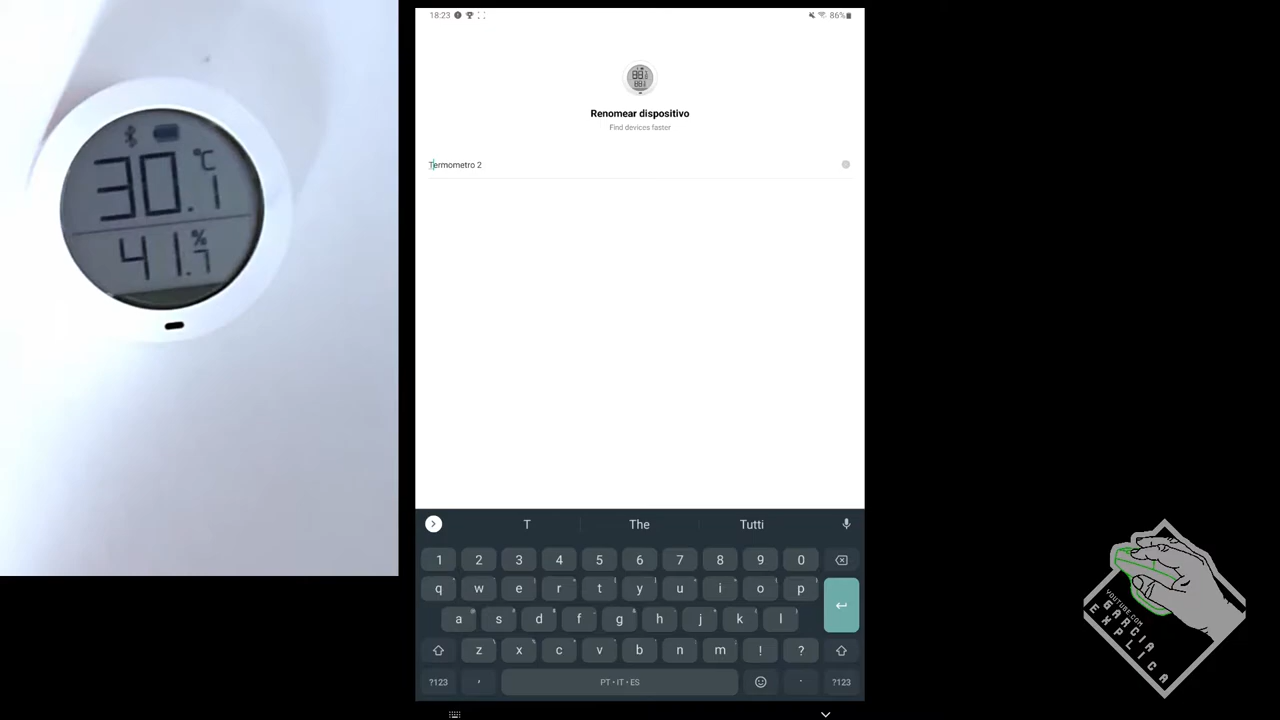 30.1 °C
41.7 %
18:23
86%
Renomear dispositivo
Find devices faster
Termometro 2
T The Tutti
1 2 3 4 5 6 7 8 9 0
q w e r t y u i o p
a s d f g h j k l
z x c v b n m ! ?
?123 , PT • IT • ES . ?123
YOUTUBE.COM
GARCIA
EXPLICA